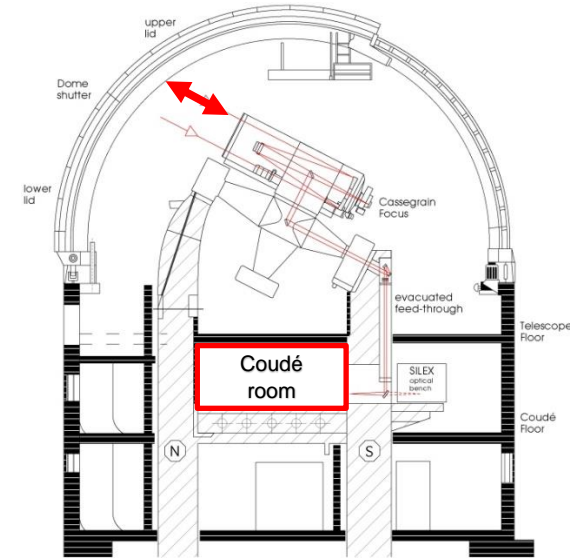 upper
lid
Dome
shutter
lower
lid
Cassegrain
Focus
evacuated
feed-through
Telescope
Floor
Coudé
room
SILEX
optical
bench
Coudé
Floor
N
S